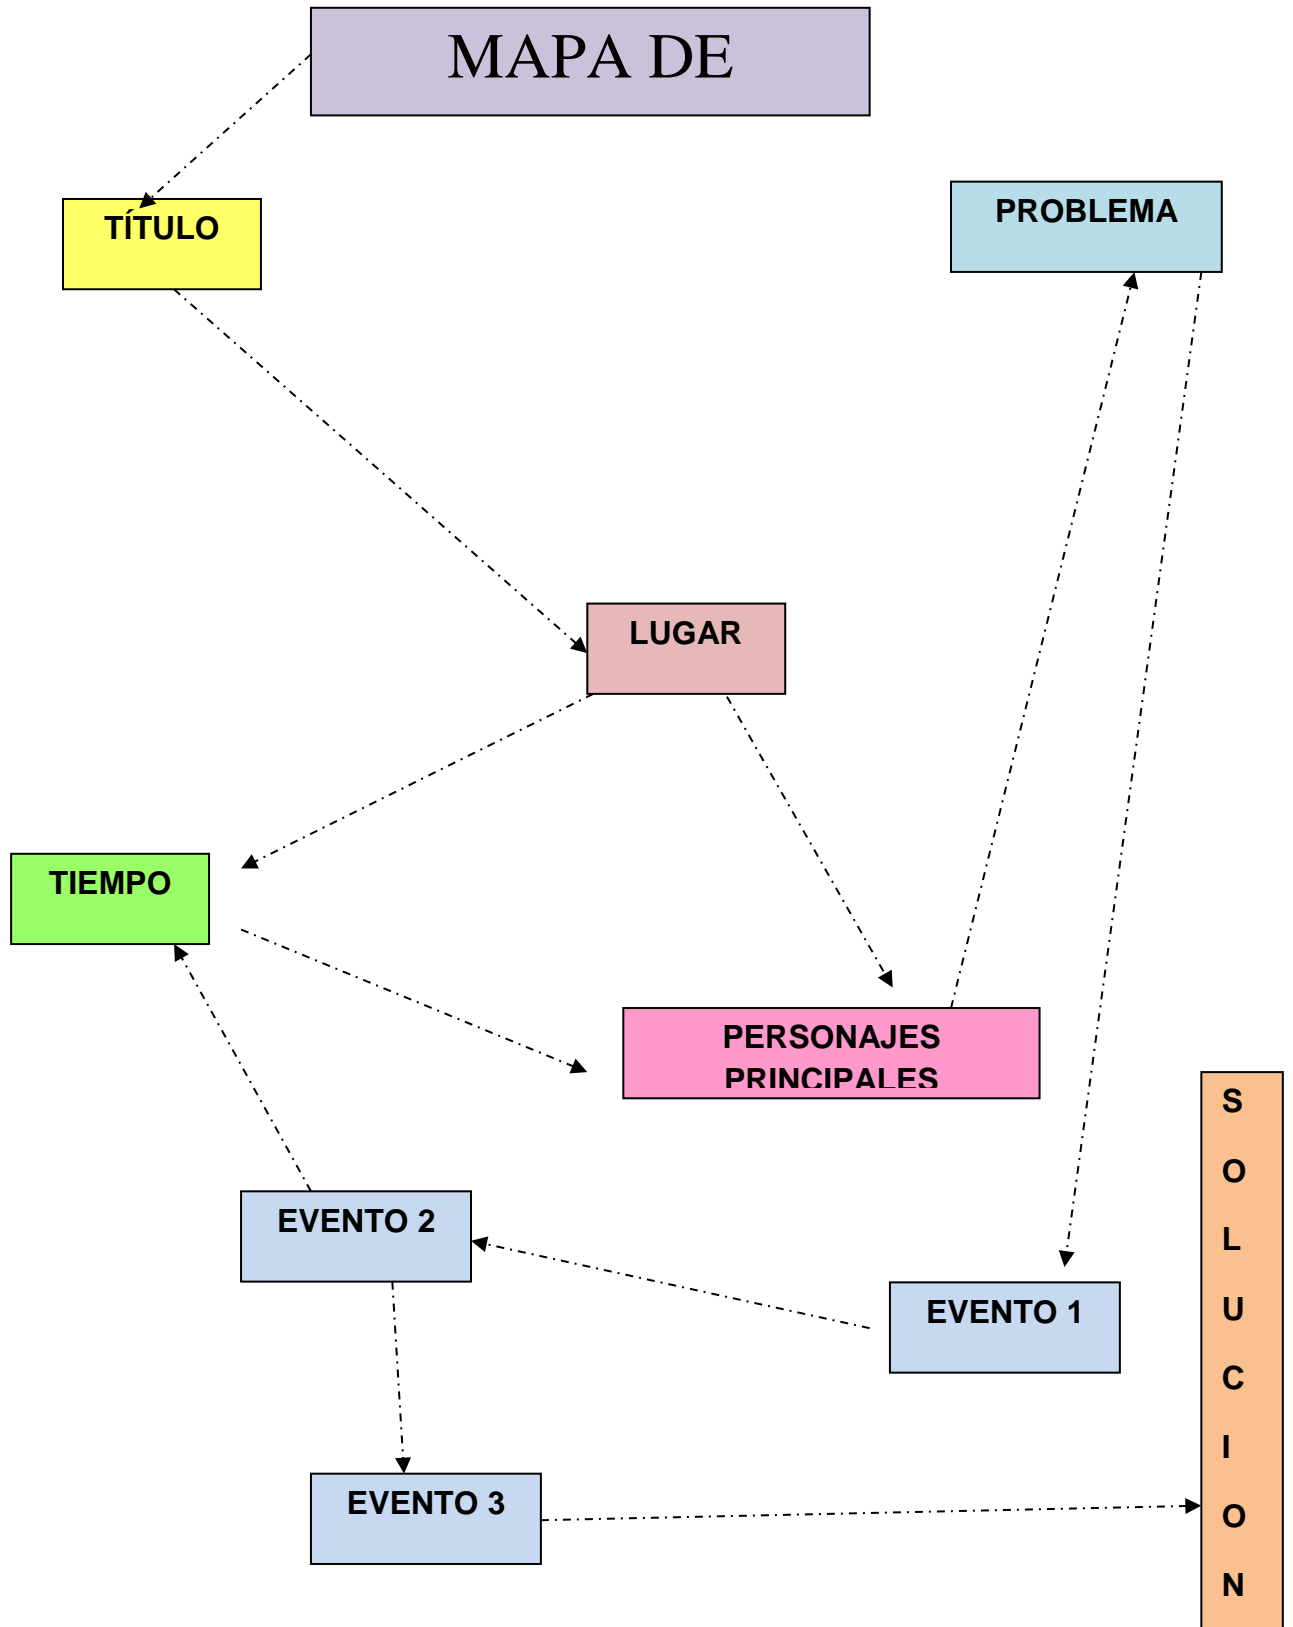 MAPA DE
TÍTULO
PROBLEMA
LUGAR
TIEMPO
PERSONAJES
PRINCIPALES
EVENTO 2
EVENTO 1
EVENTO 3
S
O
L
U
C
I
O
N